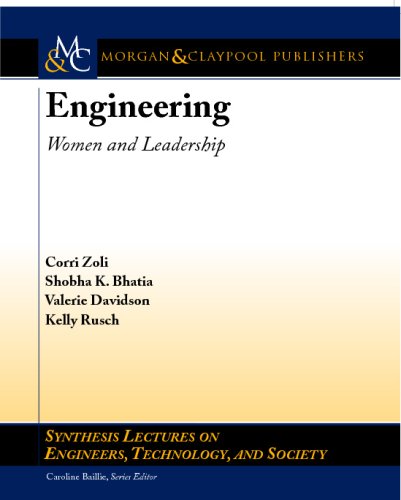 M
&C
MORGAN & CLAYPOOL PUBLISHERS
Engineering
Women and Leadership
Corri Zoli
Shobha K. Bhatia
Valerie Davidson
Kelly Rusch
SYNTHESIS LECTURES ON
ENGINEERS, TECHNOLOGY, AND SOCIETY
Caroline Baillie, Series Editor